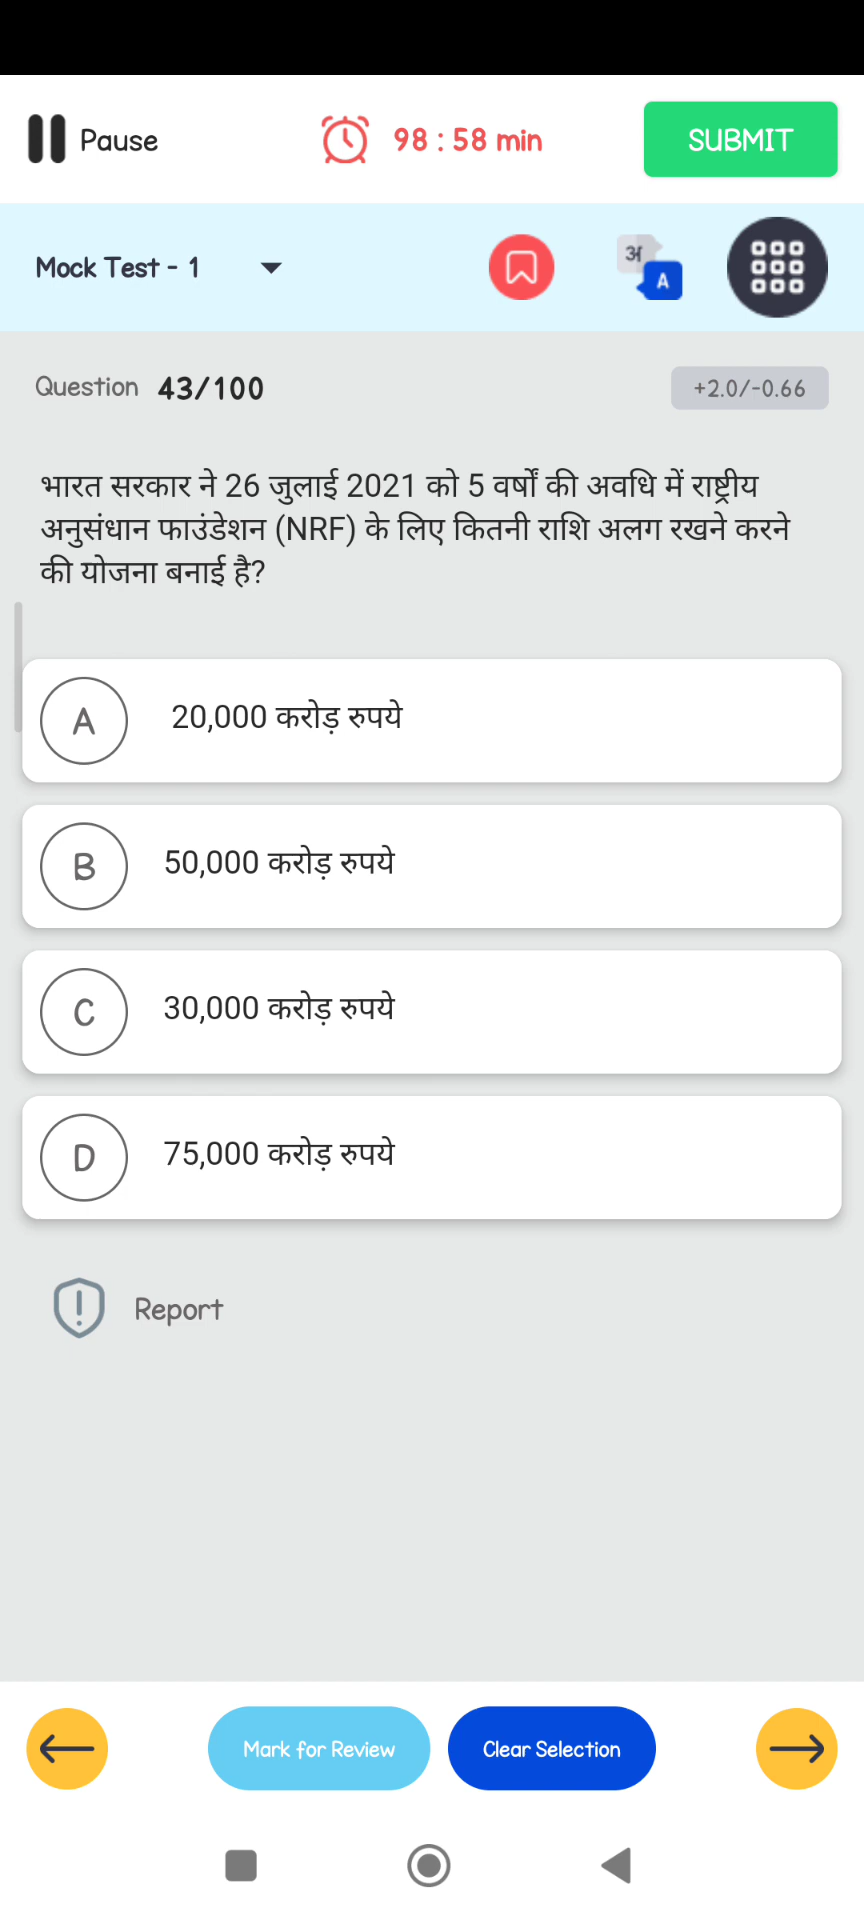 Pause
98 : 58 min
SUBMIT
Mock Test - 1
अ
A
Question 43/100
+2.0/-0.66
भारत सरकार ने 26 जुलाई 2021 को 5 वर्षों की अवधि में राष्ट्रीय
अनुसंधान फाउंडेशन (NRF) के लिए कितनी राशि अलग रखने करने
की योजना बनाई है?
A 20,000 करोड़ रुपये
B 50,000 करोड़ रुपये
C 30,000 करोड़ रुपये
D 75,000 करोड़ रुपये
Report
Mark for Review
Clear Selection